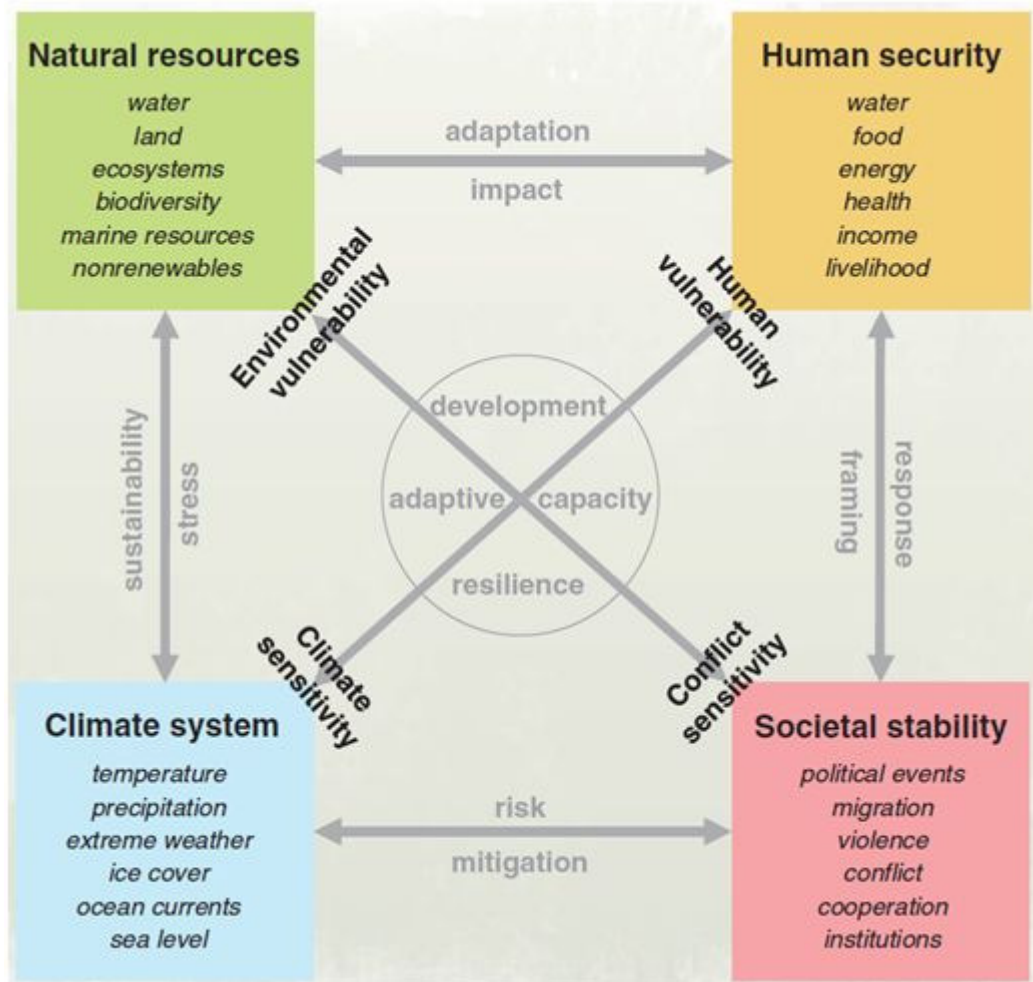 Natural resources
water
land
ecosystems
biodiversity
marine resources
nonrenewables
adaptation
impact
Human security
water
food
energy
health
income
livelihood
Environmental
vulnerability
Human
vulnerability
sustainability
stress
development
adaptive capacity
resilience
response
framing
Climate
sensitivity
Conflict
sensitivity
Climate system
temperature
precipitation
extreme weather
ice cover
ocean currents
sea level
risk
mitigation
Societal stability
political events
migration
violence
conflict
cooperation
institutions